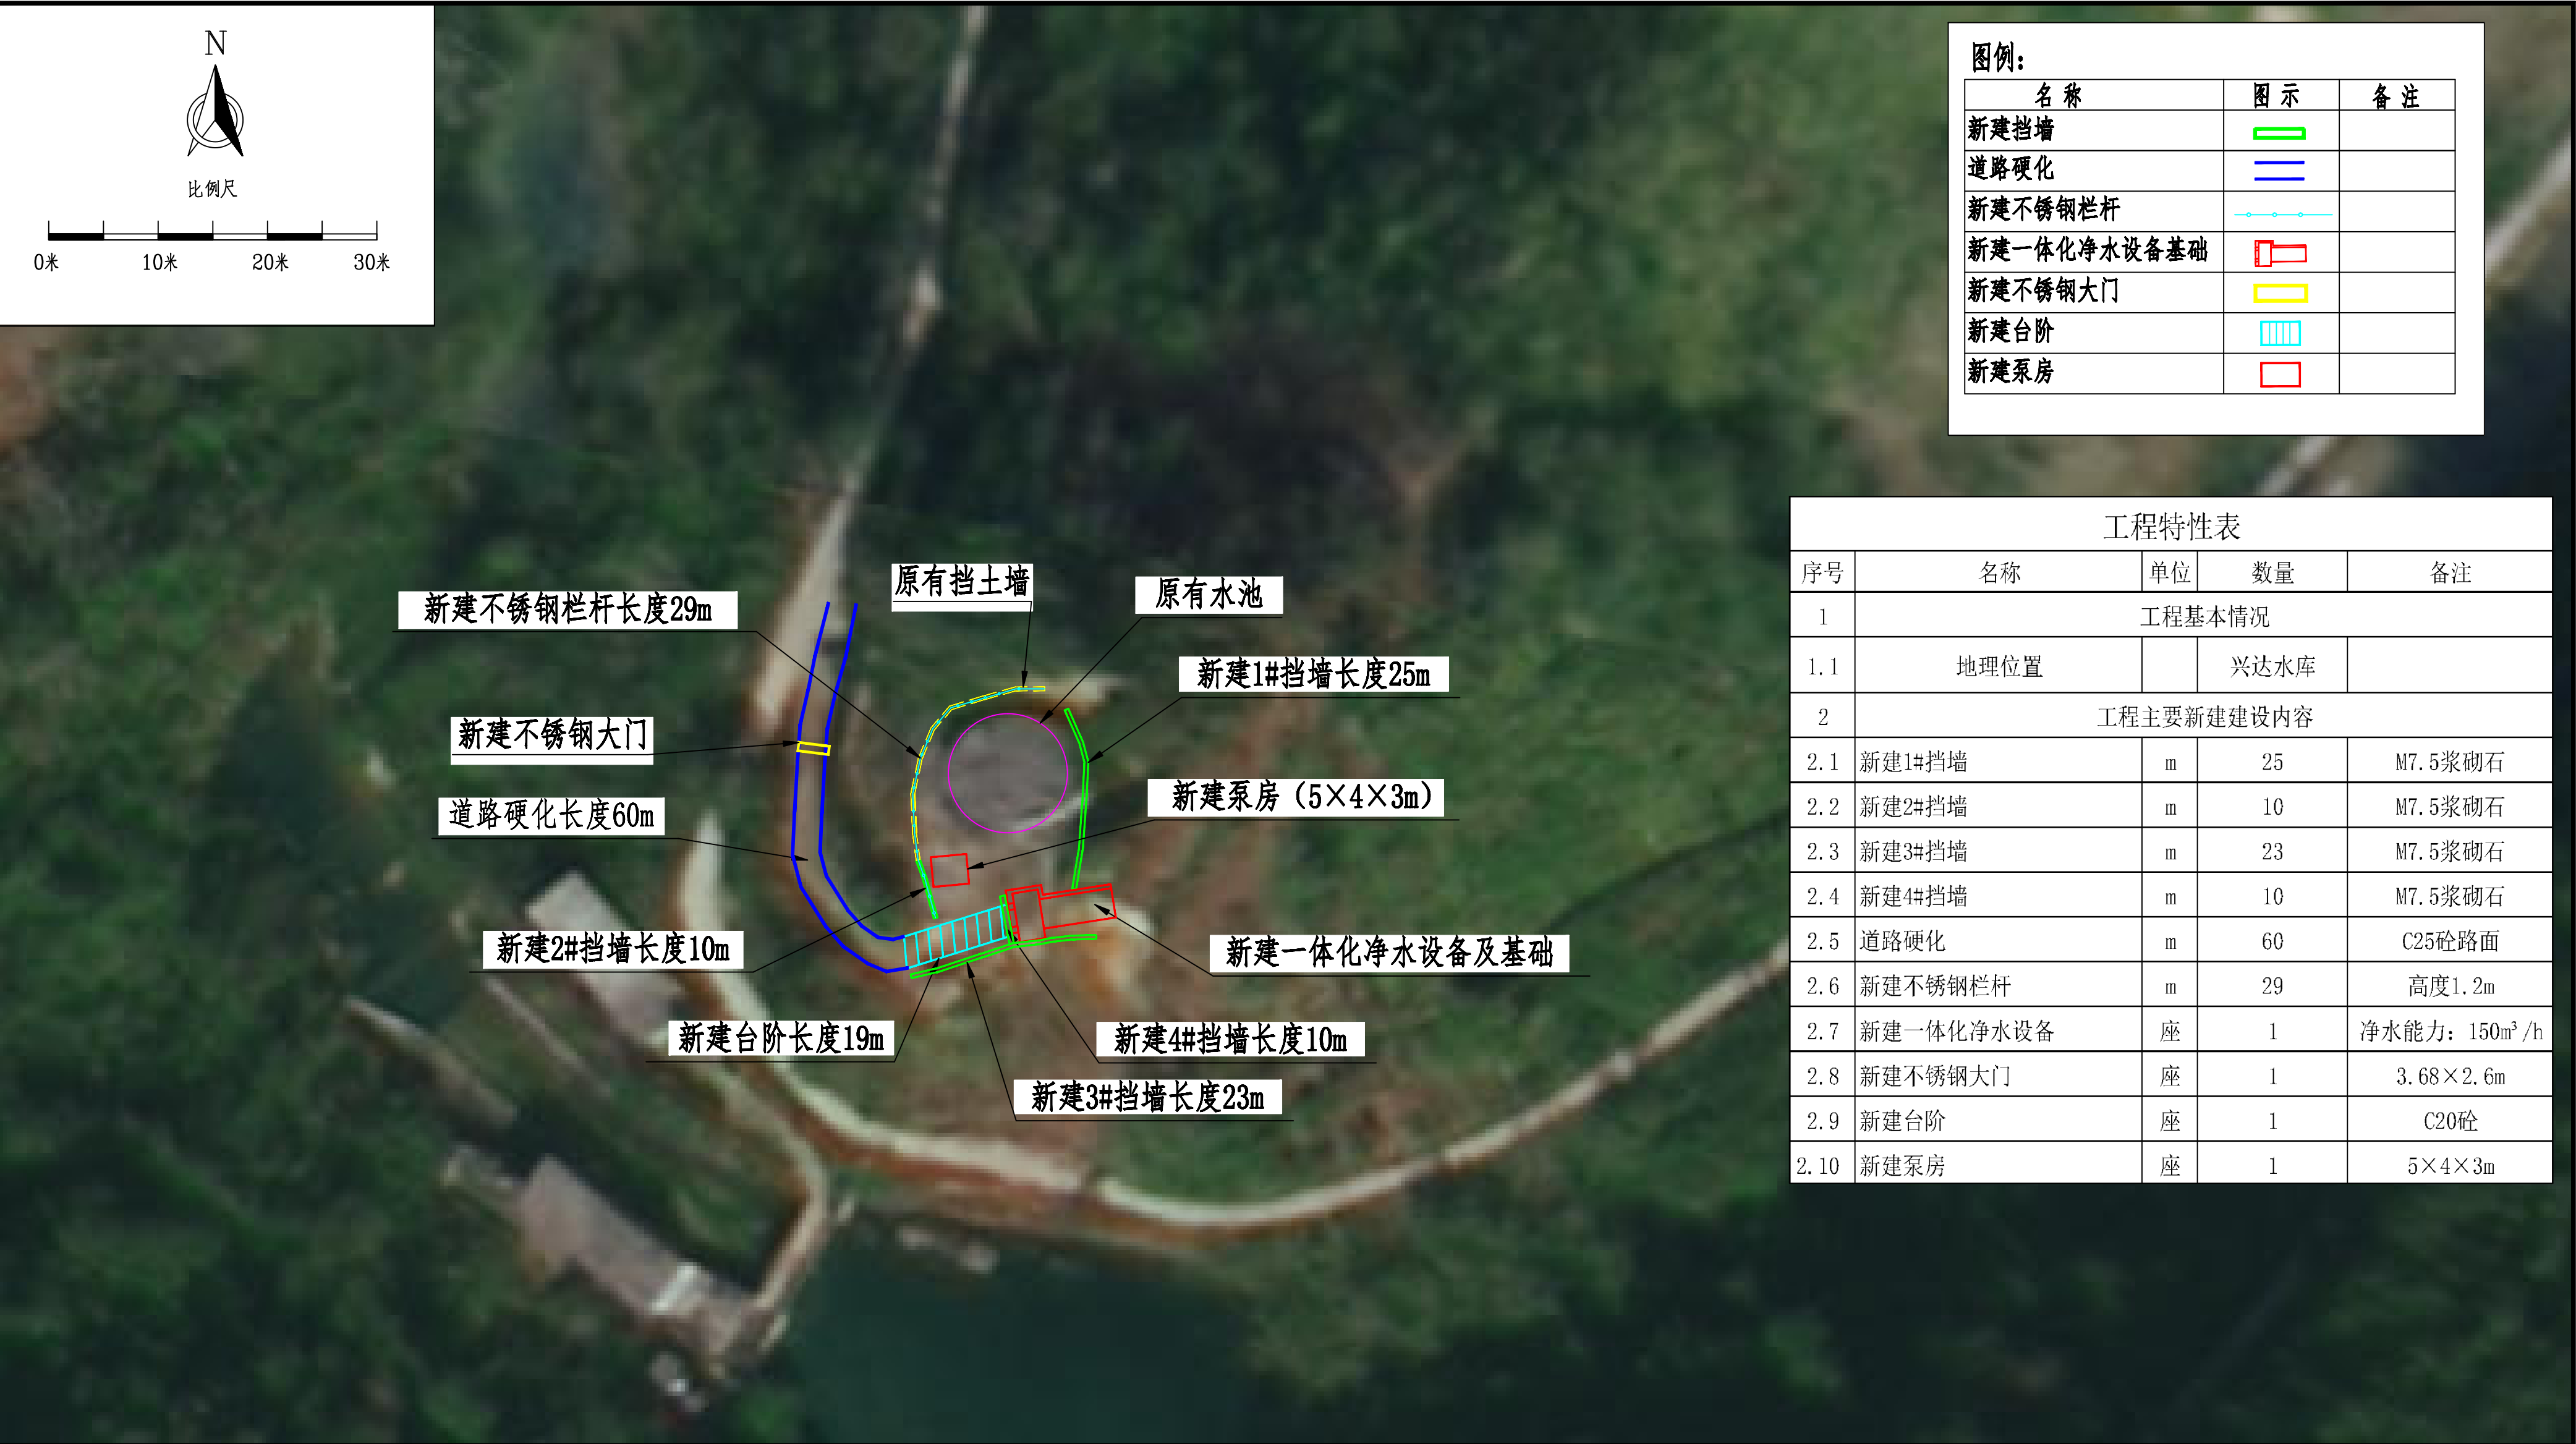 N
比例尺
0米 10米 20米 30米
图例：
名 称 图 示 备 注
新建挡墙
道路硬化
新建不锈钢栏杆
新建一体化净水设备基础
新建不锈钢大门
新建台阶
新建泵房
原有挡土墙
原有水池
新建不锈钢栏杆长度29m
新建1#挡墙长度25m
新建不锈钢大门
新建泵房（5×4×3m）
道路硬化长度60m
新建2#挡墙长度10m
新建一体化净水设备及基础
新建台阶长度19m
新建4#挡墙长度10m
新建3#挡墙长度23m
工程特性表
序号 名称 单位 数量 备注
1 工程基本情况
1.1 地理位置 兴达水库
2 工程主要新建建设内容
2.1 新建1#挡墙 m 25 M7.5浆砌石
2.2 新建2#挡墙 m 10 M7.5浆砌石
2.3 新建3#挡墙 m 23 M7.5浆砌石
2.4 新建4#挡墙 m 10 M7.5浆砌石
2.5 道路硬化 m 60 C25砼路面
2.6 新建不锈钢栏杆 m 29 高度1.2m
2.7 新建一体化净水设备 座 1 净水能力：150m³/h
2.8 新建不锈钢大门 座 1 3.68×2.6m
2.9 新建台阶 座 1 C20砼
2.10 新建泵房 座 1 5×4×3m